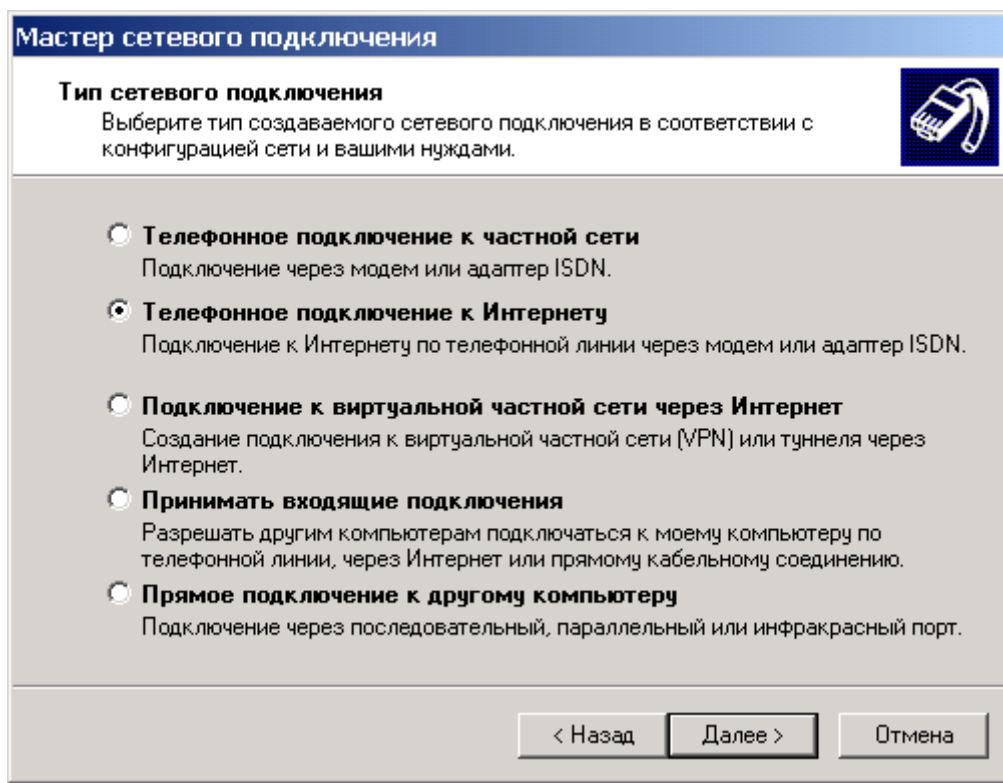 Мастер сетевого подключения
Тип сетевого подключения
Выберите тип создаваемого сетевого подключения в соответствии с
конфигурацией сети и вашими нуждами.
Телефонное подключение к частной сети
Подключение через модем или адаптер ISDN.
Телефонное подключение к Интернету
Подключение к Интернету по телефонной линии через модем или адаптер ISDN.
Подключение к виртуальной частной сети через Интернет
Создание подключения к виртуальной частной сети (VPN) или туннеля через
Интернет.
Принимать входящие подключения
Разрешать другим компьютерам подключаться к моему компьютеру по
телефонной линии, через Интернет или прямому кабельному соединению.
Прямое подключение к другому компьютеру
Подключение через последовательный, параллельный или инфракрасный порт.
< Назад Далее > Отмена